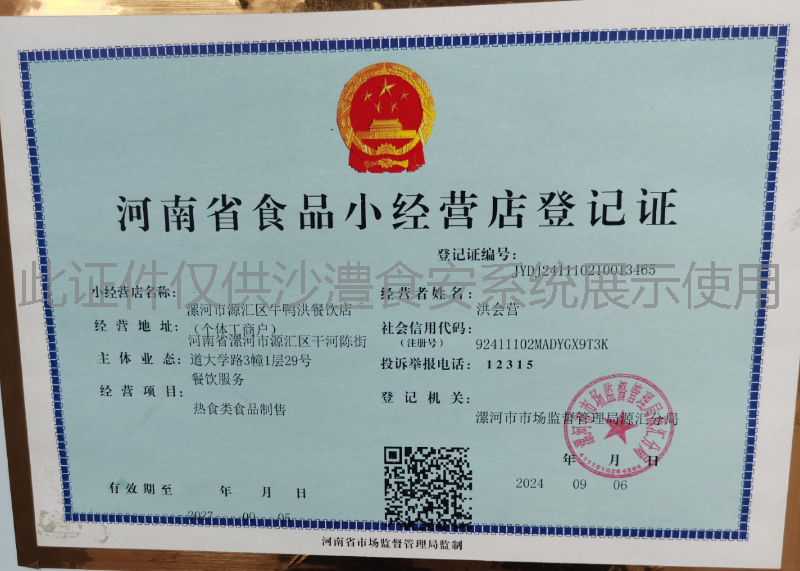 河南省食品小经营店登记证
登记证编号:
JYDJ241110210013465
此证件仅供沙澧食安系统展示使用
小经营店名称:
漯河市源汇区牛鸭洪餐饮店
(个体工商户)
经营者姓名:
洪会营
经营地址:
河南省漯河市源汇区干河陈街
道大学路3幢1层29号
社会信用代码:
(注册号)
92411102MADYGX9T3K
主体业态:
餐饮服务
投诉举报电话: 12315
经营项目:
热食类食品制售
登记机关:
漯河市市场监督管理局源汇分局
年 月 日
2024 09 06
有效期至 年 月 日
2027 09 05
河南省市场监督管理局监制